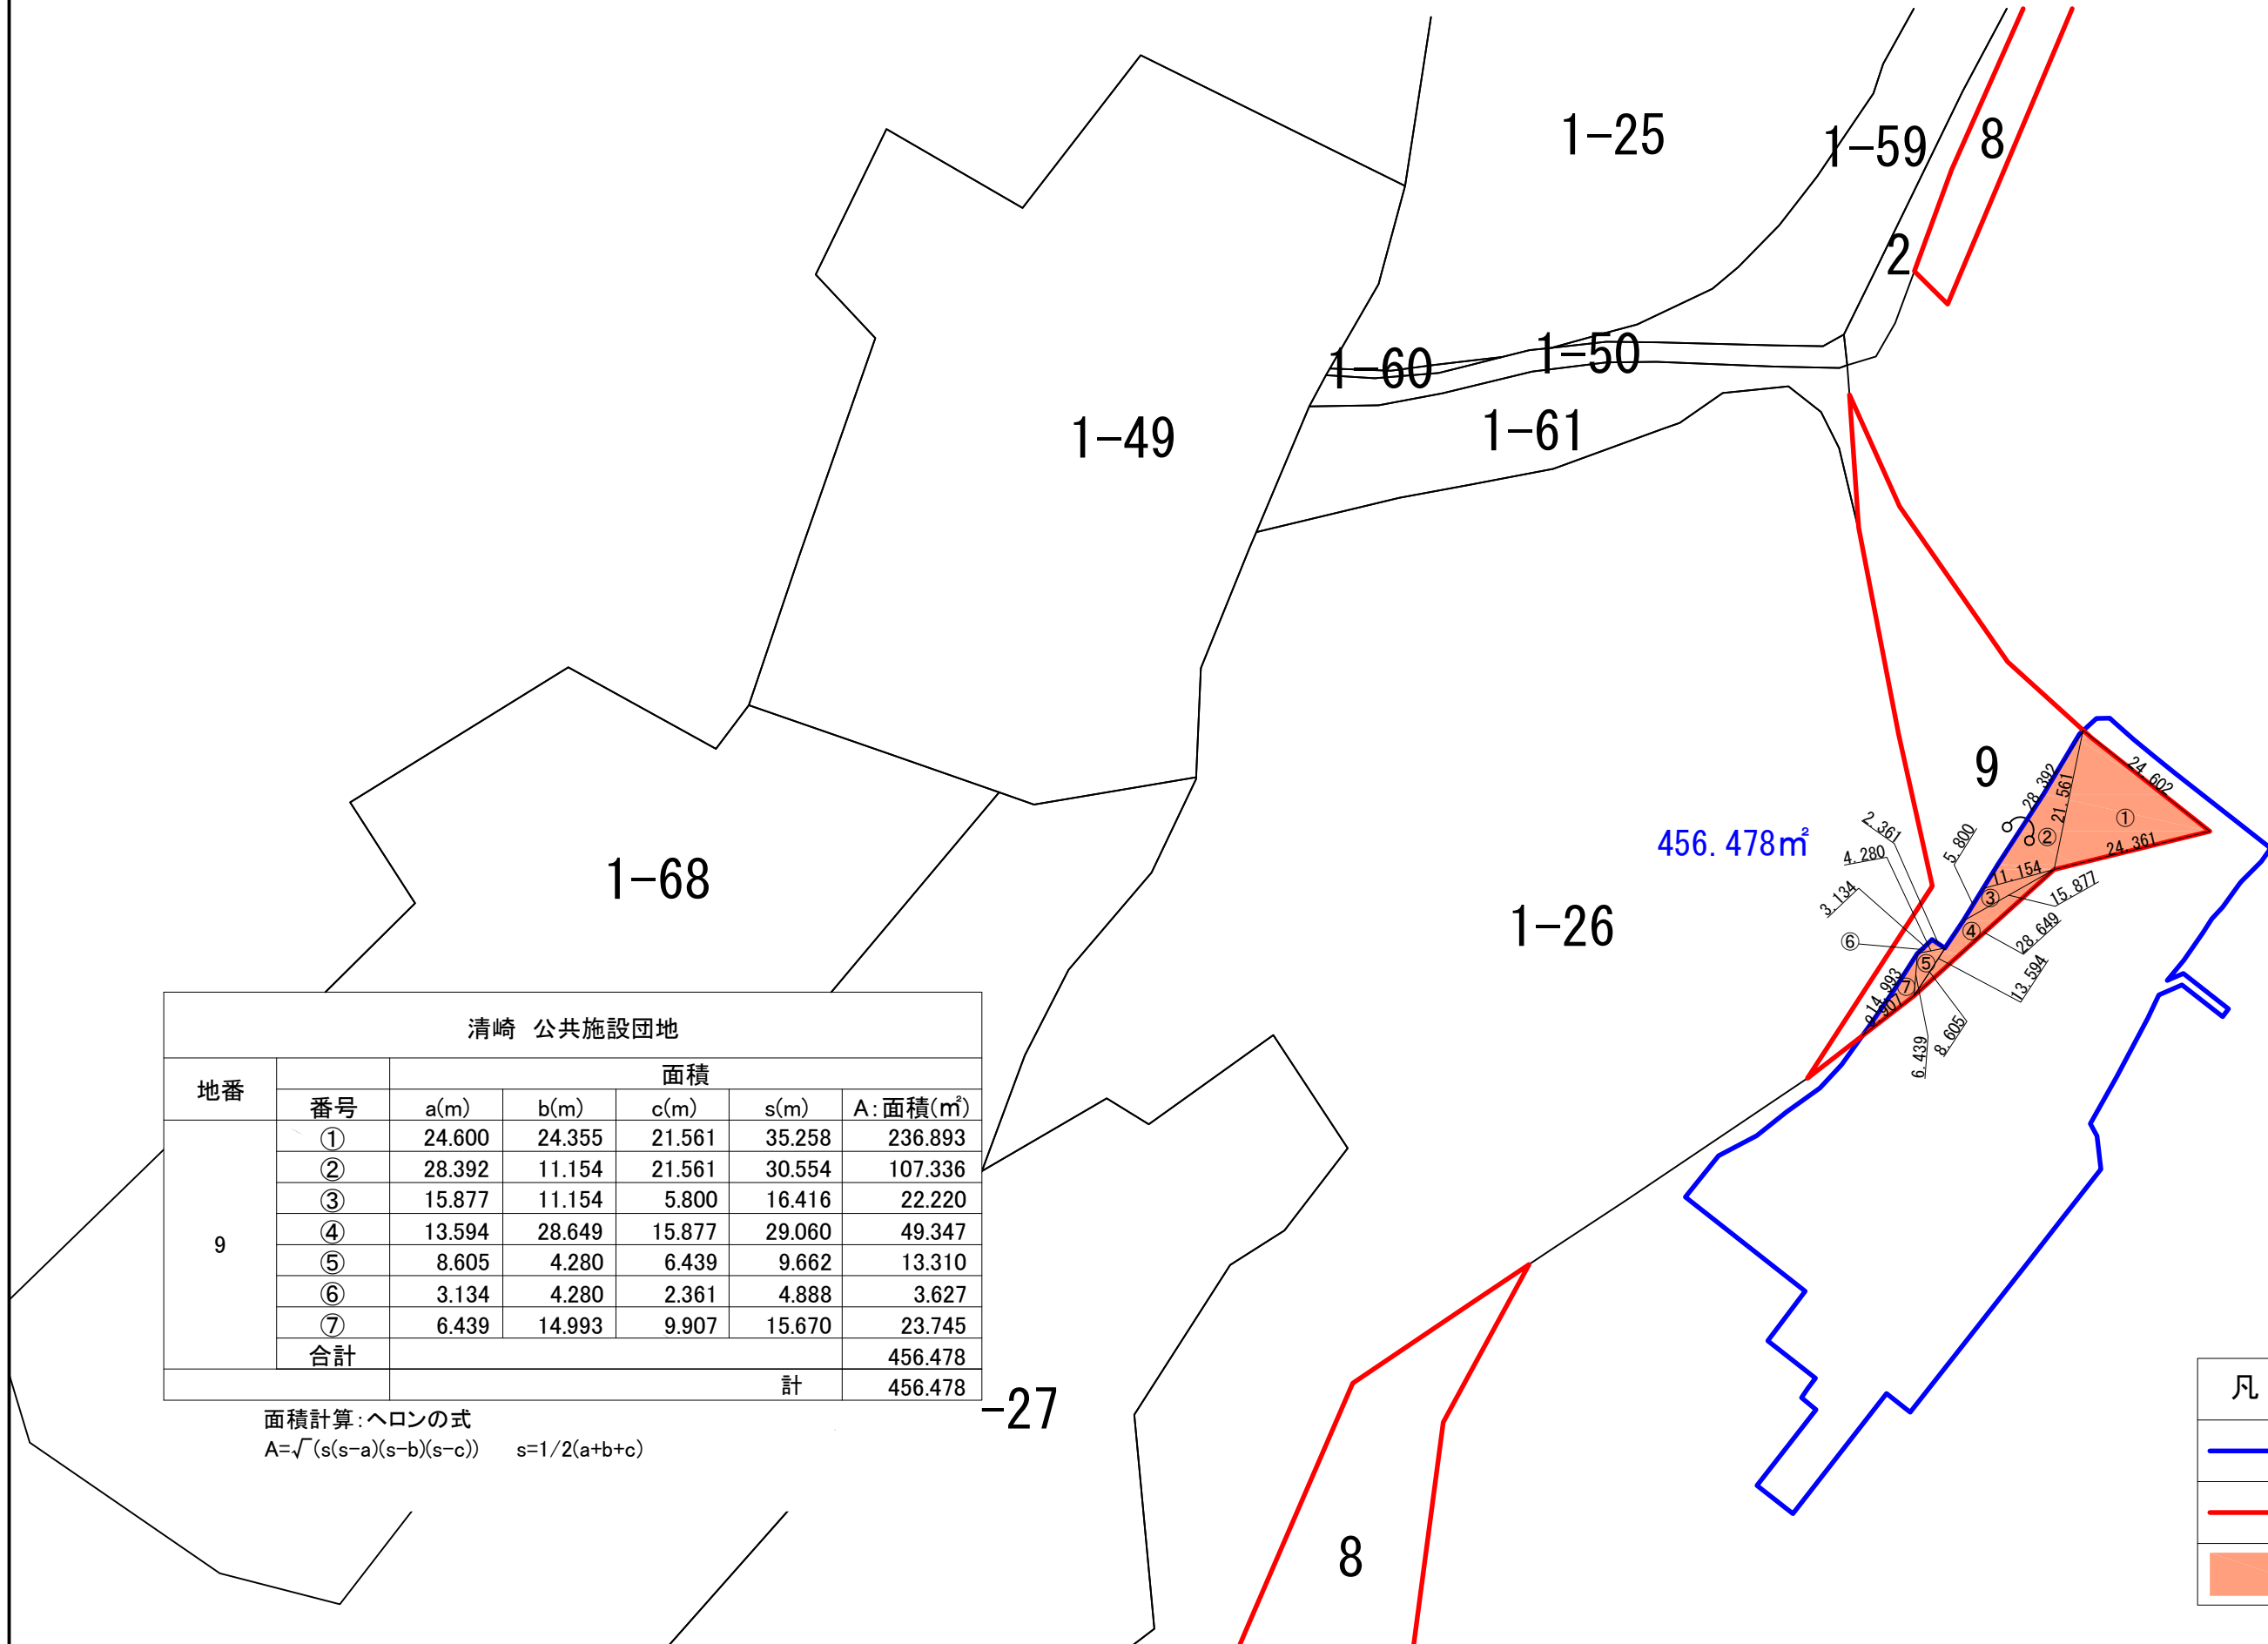 1-25
1-59
8
2
1-60
1-50
1-49
1-61
9
1-68
1-26
456.478㎡
24.602
28.392
21.561
①
②
24.361
2.361
4.280
5.800
11.154
3.134
③
15.877
④
28.649
⑥
⑤
13.594
14.993
⑦
9.907
8.605
6.439
清崎 公共施設団地
地番 面積
番号 a(m) b(m) c(m) s(m) A:面積(㎡)
9
① 24.600 24.355 21.561 35.258 236.893
② 28.392 11.154 21.561 30.554 107.336
③ 15.877 11.154 5.800 16.416 22.220
④ 13.594 28.649 15.877 29.060 49.347
⑤ 8.605 4.280 6.439 9.662 13.310
⑥ 3.134 4.280 2.361 4.888 3.627
⑦ 6.439 14.993 9.907 15.670 23.745
合計 456.478
計 456.478
面積計算:ヘロンの式
A=√(s(s-a)(s-b)(s-c)) s=1/2(a+b+c)
-27
8
凡